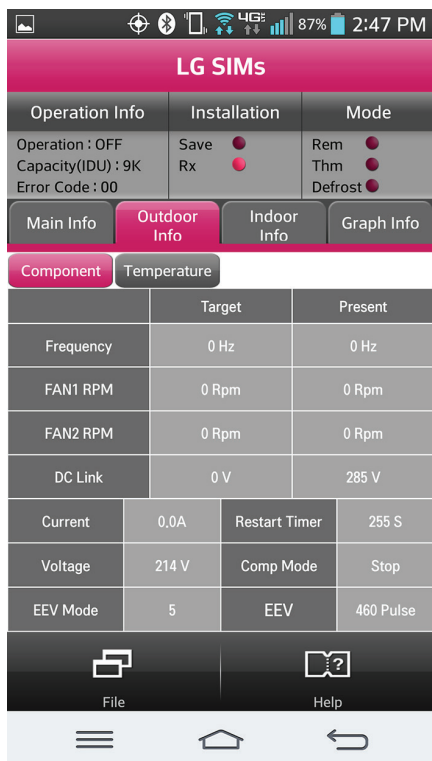 4G 87% 2:47 PM
LG SIMs
Operation Info Installation Mode
Operation : OFF Save Rem
Capacity(IDU) : 9K Rx Thm
Error Code : 00 Defrost
Main Info Outdoor Info Indoor Info Graph Info
Component Temperature
Target Present
Frequency 0 Hz 0 Hz
FAN1 RPM 0 Rpm 0 Rpm
FAN2 RPM 0 Rpm 0 Rpm
DC Link 0 V 285 V
Current 0,0A Restart Timer 255 S
Voltage 214 V Comp Mode Stop
EEV Mode 5 EEV 460 Pulse
File Help